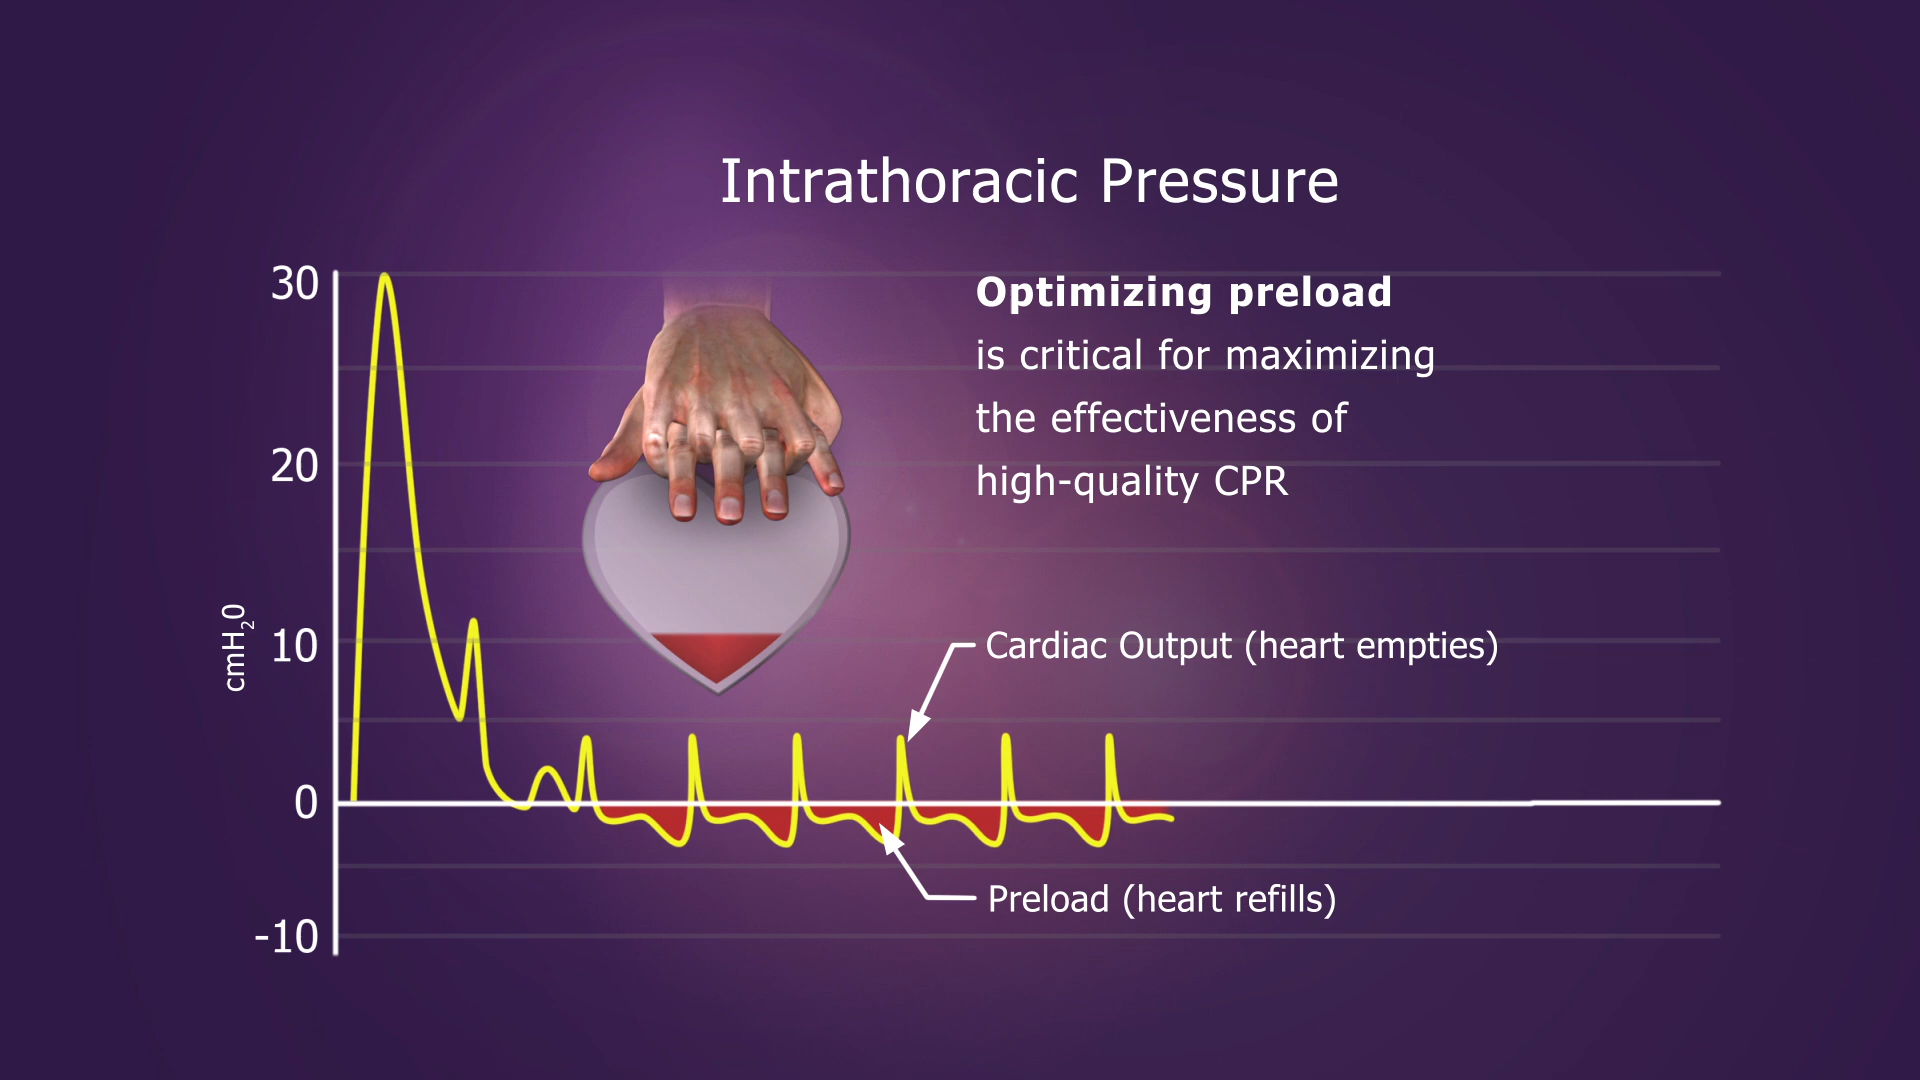 Intrathoracic Pressure
30
20
10
0
-10
cmH₂0
Optimizing preload
is critical for maximizing
the effectiveness of
high-quality CPR
Cardiac Output (heart empties)
Preload (heart refills)